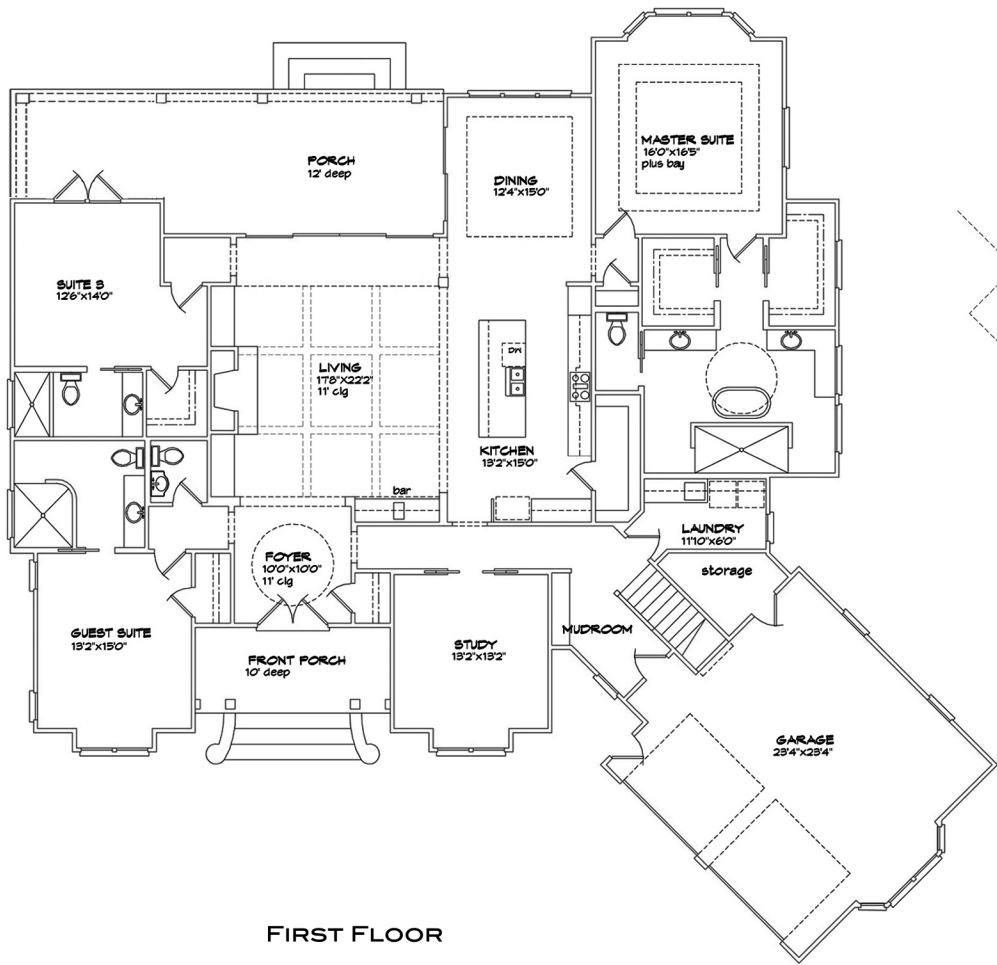 MASTER SUITE
16'0"x16'5"
plus bay
PORCH
12' deep
DINING
12'4"x15'0"
SUITE 3
12'6"x14'0"
DW
LIVING
17'8"x22'2"
11' clg
KITCHEN
13'2"x15'0"
bar
LAUNDRY
11'10"x6'0"
FOYER
10'0"x10'0"
11' clg
storage
GUEST SUITE
13'2"x15'0"
MUDROOM
STUDY
13'2"x13'2"
FRONT PORCH
10' deep
GARAGE
23'4"x23'4"
FIRST FLOOR